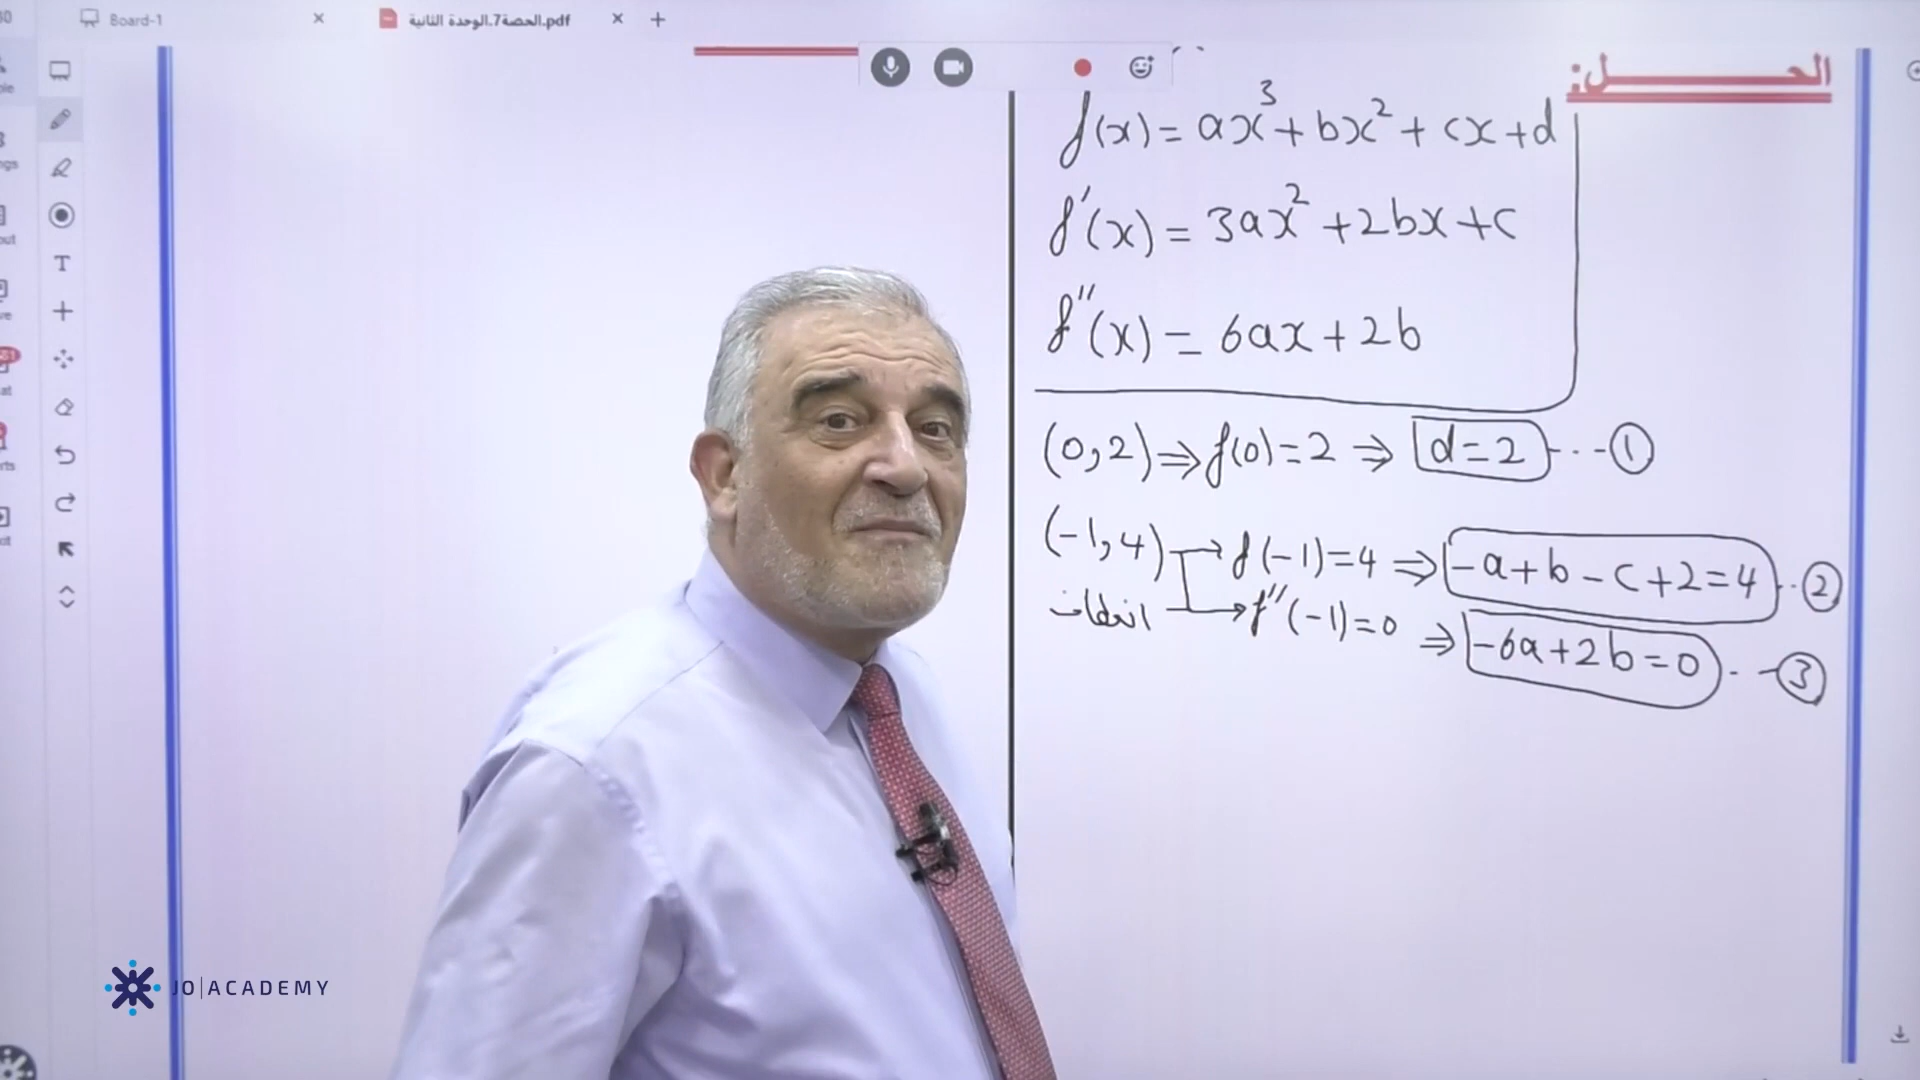 Board-1
الحصة7.الوحدة الثانية.pdf
الحـــــــل:
f(x) = ax³ + bx² + cx + d
f'(x) = 3ax² + 2bx + c
f''(x) = 6ax + 2b
(0,2) ⇒ f(0) = 2 ⇒ d = 2 ... ①
(-1,4) → f(-1) = 4 ⇒ -a + b - c + 2 = 4 ... ②
انعطاف → f''(-1) = 0 ⇒ -6a + 2b = 0 ... ③
JO|ACADEMY